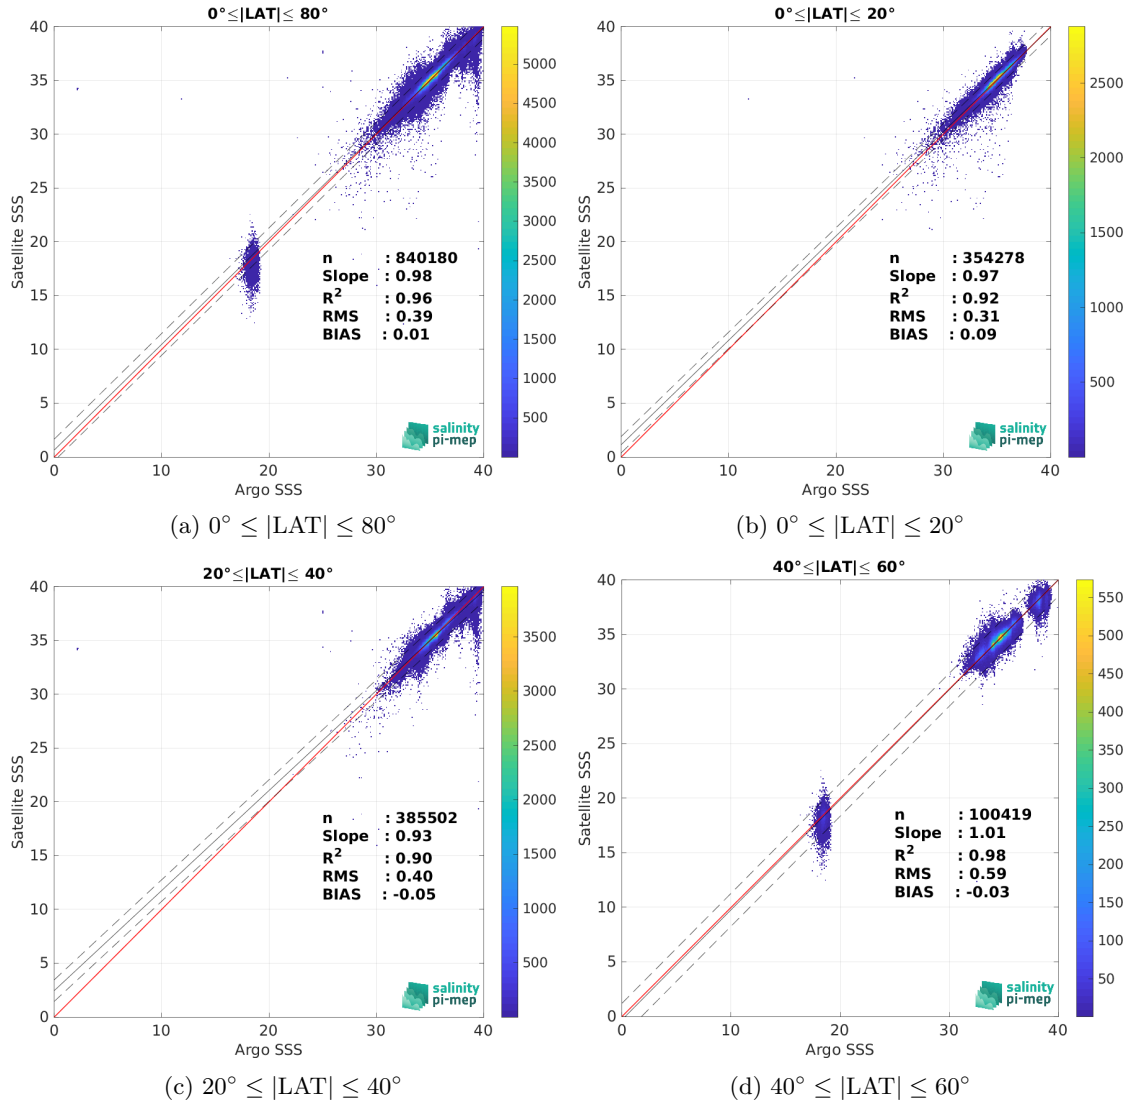 0°≤|LAT|≤ 80°
Satellite SSS
40
35
30
25
20
15
10
5
0
0 10 20 30 40
Argo SSS
n : 840180
Slope : 0.98
R² : 0.96
RMS : 0.39
BIAS : 0.01
salinity
pi-mep
5000
4500
4000
3500
3000
2500
2000
1500
1000
500
(a) 0° ≤ |LAT| ≤ 80°
0°≤|LAT|≤ 20°
Satellite SSS
40
35
30
25
20
15
10
5
0
0 10 20 30 40
Argo SSS
n : 354278
Slope : 0.97
R² : 0.92
RMS : 0.31
BIAS : 0.09
salinity
pi-mep
2500
2000
1500
1000
500
(b) 0° ≤ |LAT| ≤ 20°
20°≤|LAT|≤ 40°
Satellite SSS
40
35
30
25
20
15
10
5
0
0 10 20 30 40
Argo SSS
n : 385502
Slope : 0.93
R² : 0.90
RMS : 0.40
BIAS : -0.05
salinity
pi-mep
3500
3000
2500
2000
1500
1000
500
(c) 20° ≤ |LAT| ≤ 40°
40°≤|LAT|≤ 60°
Satellite SSS
40
35
30
25
20
15
10
5
0
0 10 20 30 40
Argo SSS
n : 100419
Slope : 1.01
R² : 0.98
RMS : 0.59
BIAS : -0.03
salinity
pi-mep
550
500
450
400
350
300
250
200
150
100
50
(d) 40° ≤ |LAT| ≤ 60°